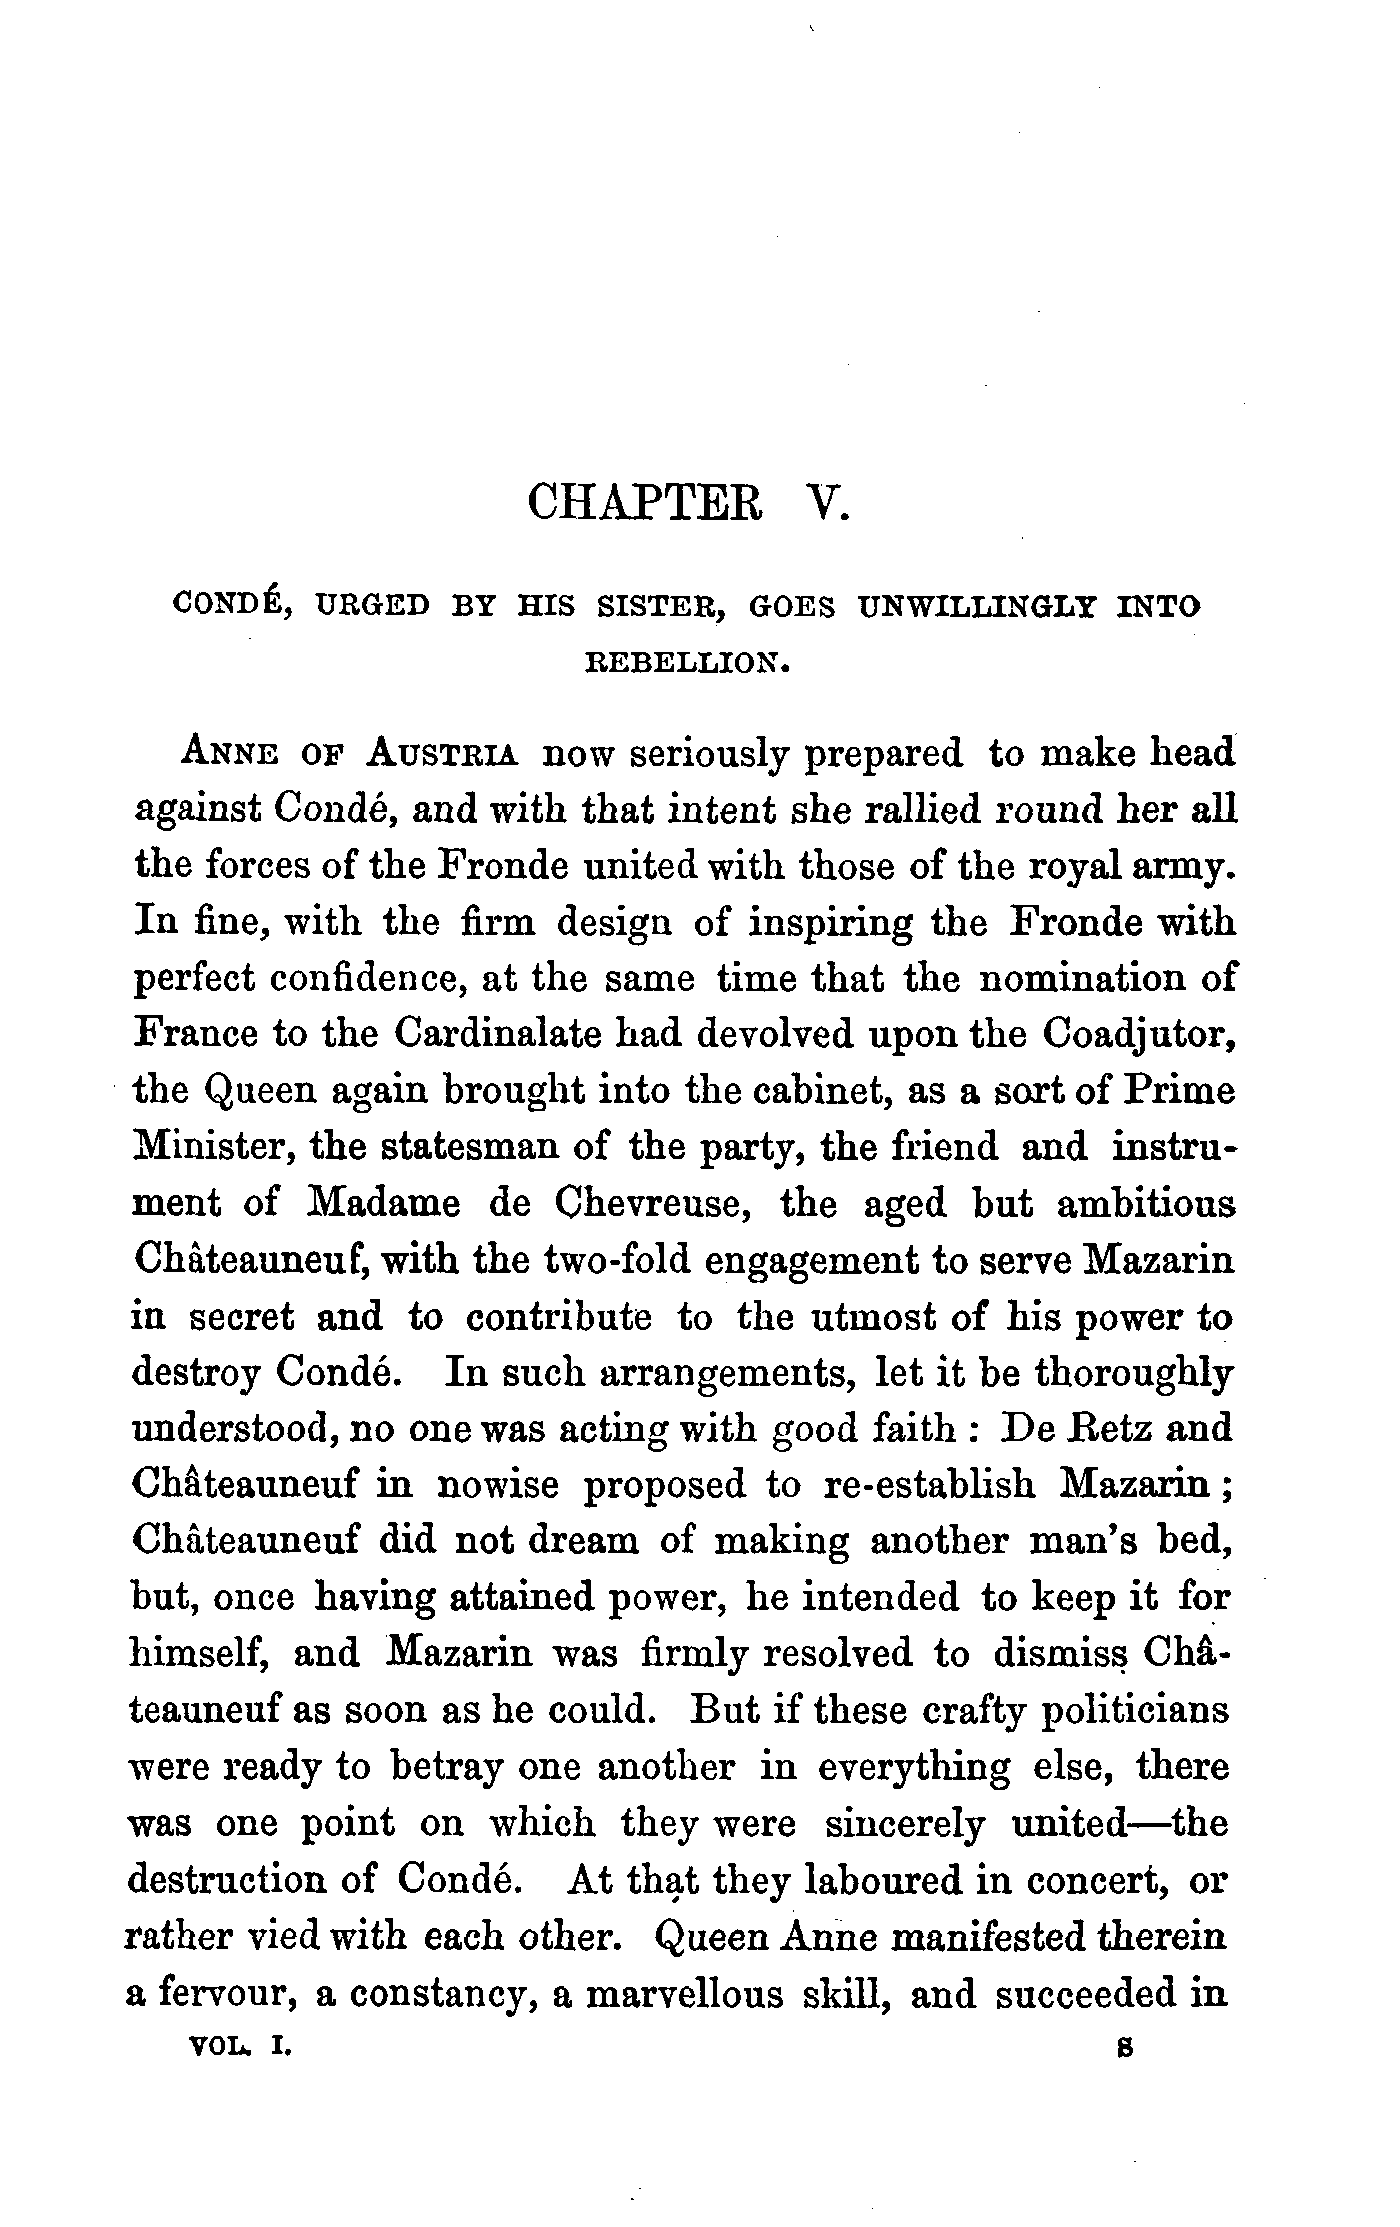 CHAPTER V.
CONDÉ, URGED BY HIS SISTER, GOES UNWILLINGLY INTO
REBELLION.
ANNE OF AUSTRIA now seriously prepared to make head
against Condé, and with that intent she rallied round her all
the forces of the Fronde united with those of the royal army.
In fine, with the firm design of inspiring the Fronde with
perfect confidence, at the same time that the nomination of
France to the Cardinalate had devolved upon the Coadjutor,
the Queen again brought into the cabinet, as a sort of Prime
Minister, the statesman of the party, the friend and instru-
ment of Madame de Chevreuse, the aged but ambitious
Châteauneuf, with the two-fold engagement to serve Mazarin
in secret and to contribute to the utmost of his power to
destroy Condé. In such arrangements, let it be thoroughly
understood, no one was acting with good faith : De Retz and
Châteauneuf in nowise proposed to re-establish Mazarin ;
Châteauneuf did not dream of making another man's bed,
but, once having attained power, he intended to keep it for
himself, and Mazarin was firmly resolved to dismiss Châ-
teauneuf as soon as he could. But if these crafty politicians
were ready to betray one another in everything else, there
was one point on which they were sincerely united—the
destruction of Condé. At that they laboured in concert, or
rather vied with each other. Queen Anne manifested therein
a fervour, a constancy, a marvellous skill, and succeeded in
VOL. I. S